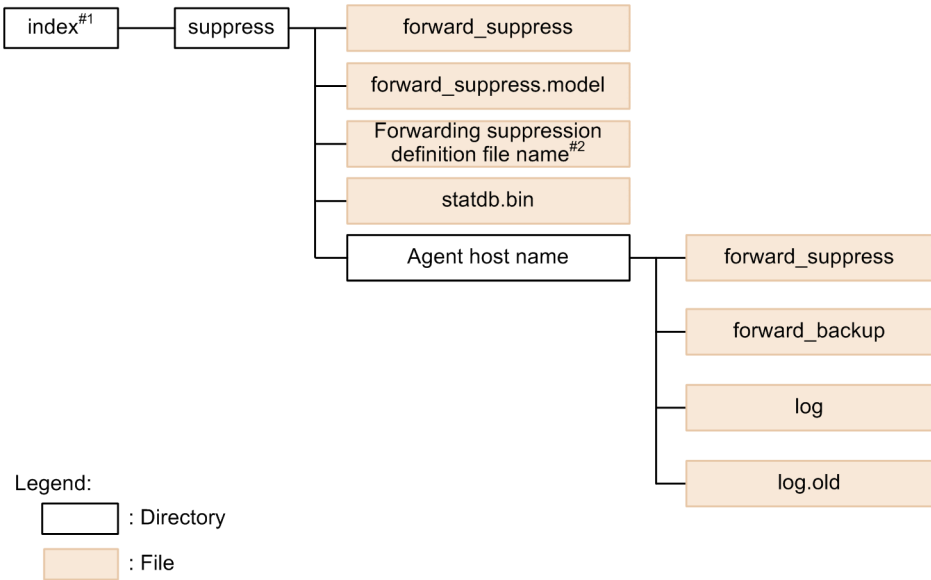 index#1
suppress
forward_suppress
forward_suppress.model
Forwarding suppression
definition file name#2
statdb.bin
Agent host name
forward_suppress
forward_backup
log
log.old
Legend:
: Directory
: File